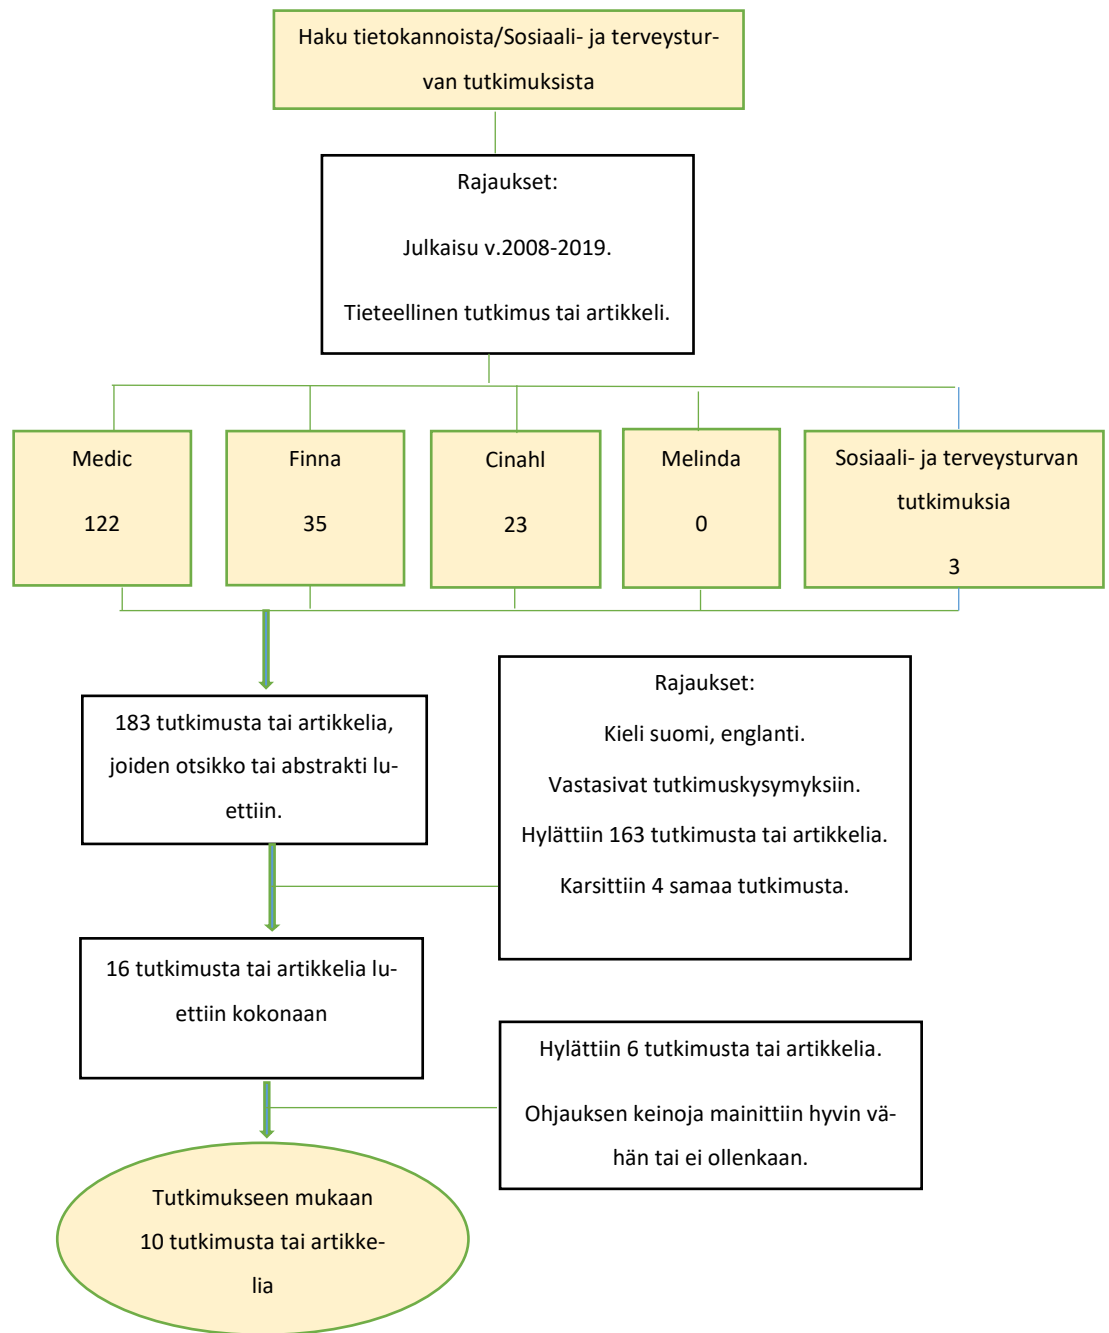 Haku tietokannoista/Sosiaali- ja terveystur-
van tutkimuksista
Rajaukset:
Julkaisu v.2008-2019.
Tieteellinen tutkimus tai artikkeli.
Medic
122
Finna
35
Cinahl
23
Melinda
0
Sosiaali- ja terveysturvan
tutkimuksia
3
183 tutkimusta tai artikkelia,
joiden otsikko tai abstrakti lu-
ettiin.
Rajaukset:
Kieli suomi, englanti.
Vastasivat tutkimuskysymyksiin.
Hylättiin 163 tutkimusta tai artikkelia.
Karsittiin 4 samaa tutkimusta.
16 tutkimusta tai artikkelia lu-
ettiin kokonaan
Hylättiin 6 tutkimusta tai artikkelia.
Ohjauksen keinoja mainittiin hyvin vä-
hän tai ei ollenkaan.
Tutkimukseen mukaan
10 tutkimusta tai artikke-
lia